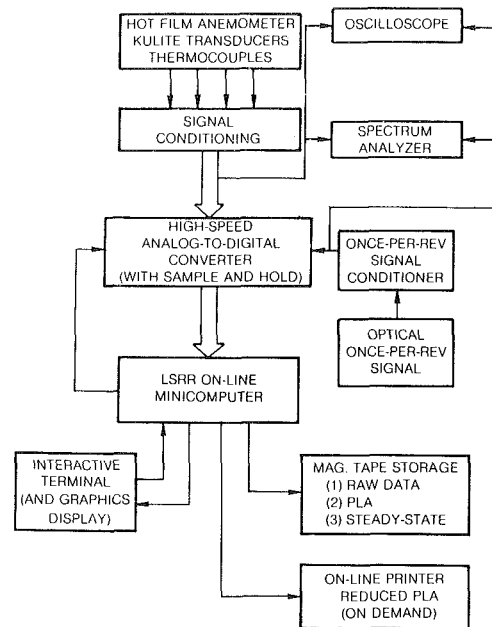 HOT FILM ANEMOMETER
KULITE TRANSDUCERS
THERMOCOUPLES
OSCILLOSCOPE
SIGNAL
CONDITIONING
SPECTRUM
ANALYZER
HIGH-SPEED
ANALOG-TO-DIGITAL
CONVERTER
(WITH SAMPLE AND HOLD)
ONCE-PER-REV
SIGNAL
CONDITIONER
OPTICAL
ONCE-PER-REV
SIGNAL
LSRR ON-LINE
MINICOMPUTER
INTERACTIVE
TERMINAL
(AND GRAPHICS
DISPLAY)
MAG. TAPE STORAGE
(1) RAW DATA
(2) PLA
(3) STEADY-STATE
ON-LINE PRINTER
REDUCED PLA
(ON DEMAND)